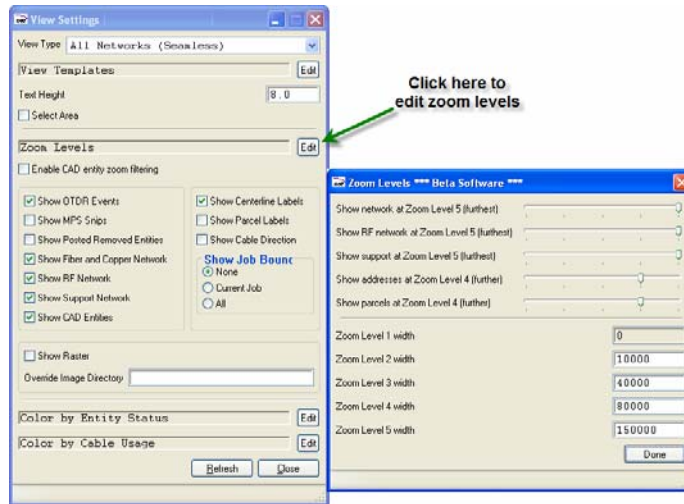 View Settings
View Type All Networks (Seamless)
View Templates Edit
Text Height 8.0
Select Area
Zoom Levels Edit
Enable CAD entity zoom filtering
Show OTDR Events
Show MPS Snips
Show Posted Removed Entities
Show Fiber and Copper Network
Show RF Network
Show Support Network
Show CAD Entities
Show Centerline Labels
Show Parcel Labels
Show Cable Direction
Show Job Bounc
None
Current Job
All
Show Raster
Override Image Directory
Color by Entity Status Edit
Color by Cable Usage Edit
Refresh Close
Click here to
edit zoom levels
Zoom Levels *** Beta Software ***
Show network at Zoom Level 5 (furthest)
Show RF network at Zoom Level 5 (furthest)
Show support at Zoom Level 5 (furthest)
Show addresses at Zoom Level 4 (further)
Show parcels at Zoom Level 4 (further)
Zoom Level 1 width 0
Zoom Level 2 width 10000
Zoom Level 3 width 40000
Zoom Level 4 width 80000
Zoom Level 5 width 150000
Done